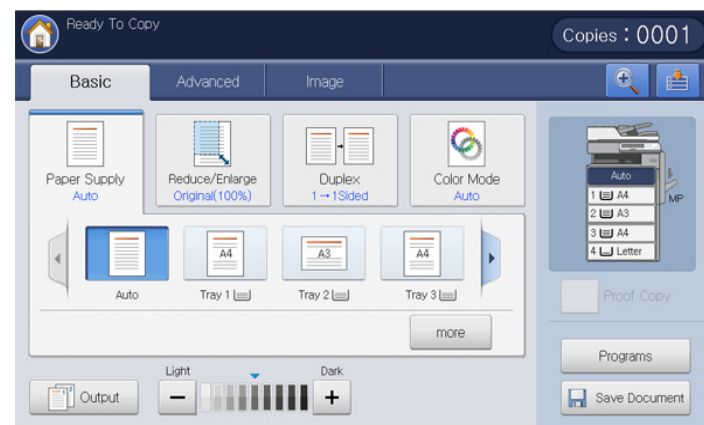 Ready To Copy
Copies : 0001
Basic
Advanced
Image
Paper Supply
Auto
Reduce/Enlarge
Original(100%)
Duplex
1→1Sided
Color Mode
Auto
Auto
A4
Tray 1
A3
Tray 2
A4
Tray 3
more
Auto
1 A4
2 A3
3 A4
4 Letter
MP
Proof Copy
Programs
Save Document
Output
Light
Dark